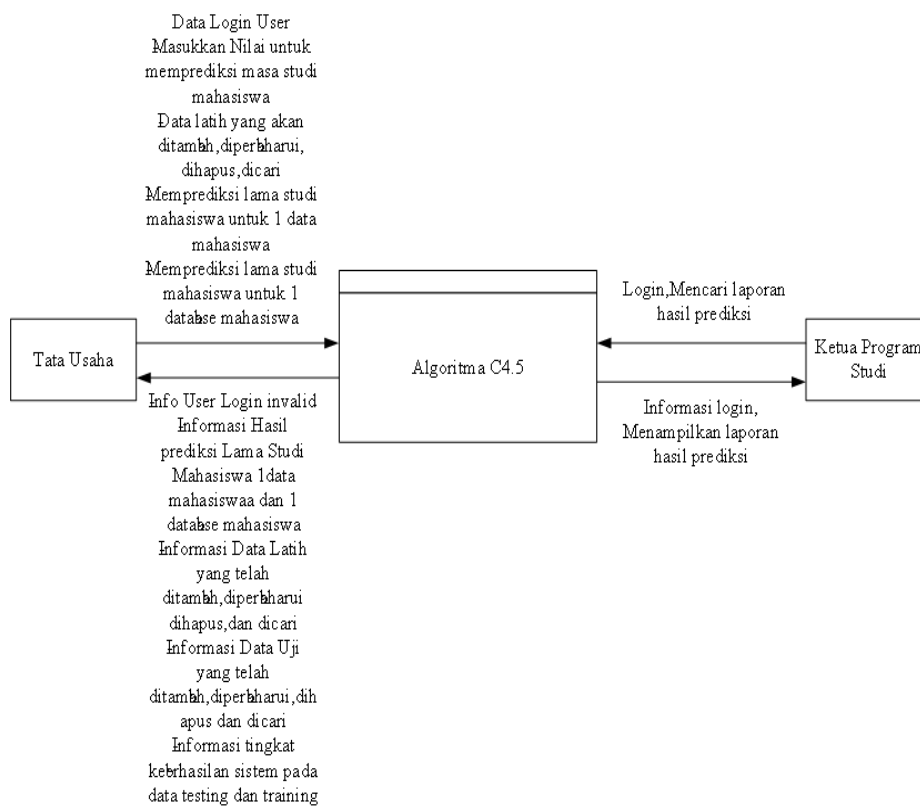 Data Login User
Masukkan Nilai untuk
memprediksi masa studi
mahasiswa
Data latih yang akan
ditambah,diperbharui,
dihapus,dicari
Memprediksi lama studi
mahasiswa untuk 1 data
mahasiswa
Memprediksi lama studi
mahasiswa untuk 1
database mahasiswa
Tata Usaha
Info User Login invalid
Informasi Hasil
prediksi Lama Studi
Mahasiswa 1data
mahasiswaa dan 1
database mahasiswa
Informasi Data Latih
yang telah
ditambah,diperbharui
dihapus,dan dicari
Informasi Data Uji
yang telah
ditambah,diperbharui,dih
apus dan dicari
Informasi tingkat
keberhasilan sistem pada
data testing dan training
Algoritma C4.5
Login,Mencari laporan
hasil prediksi
Informasi login,
Menampilkan laporan
hasil prediksi
Ketua Program
Studi